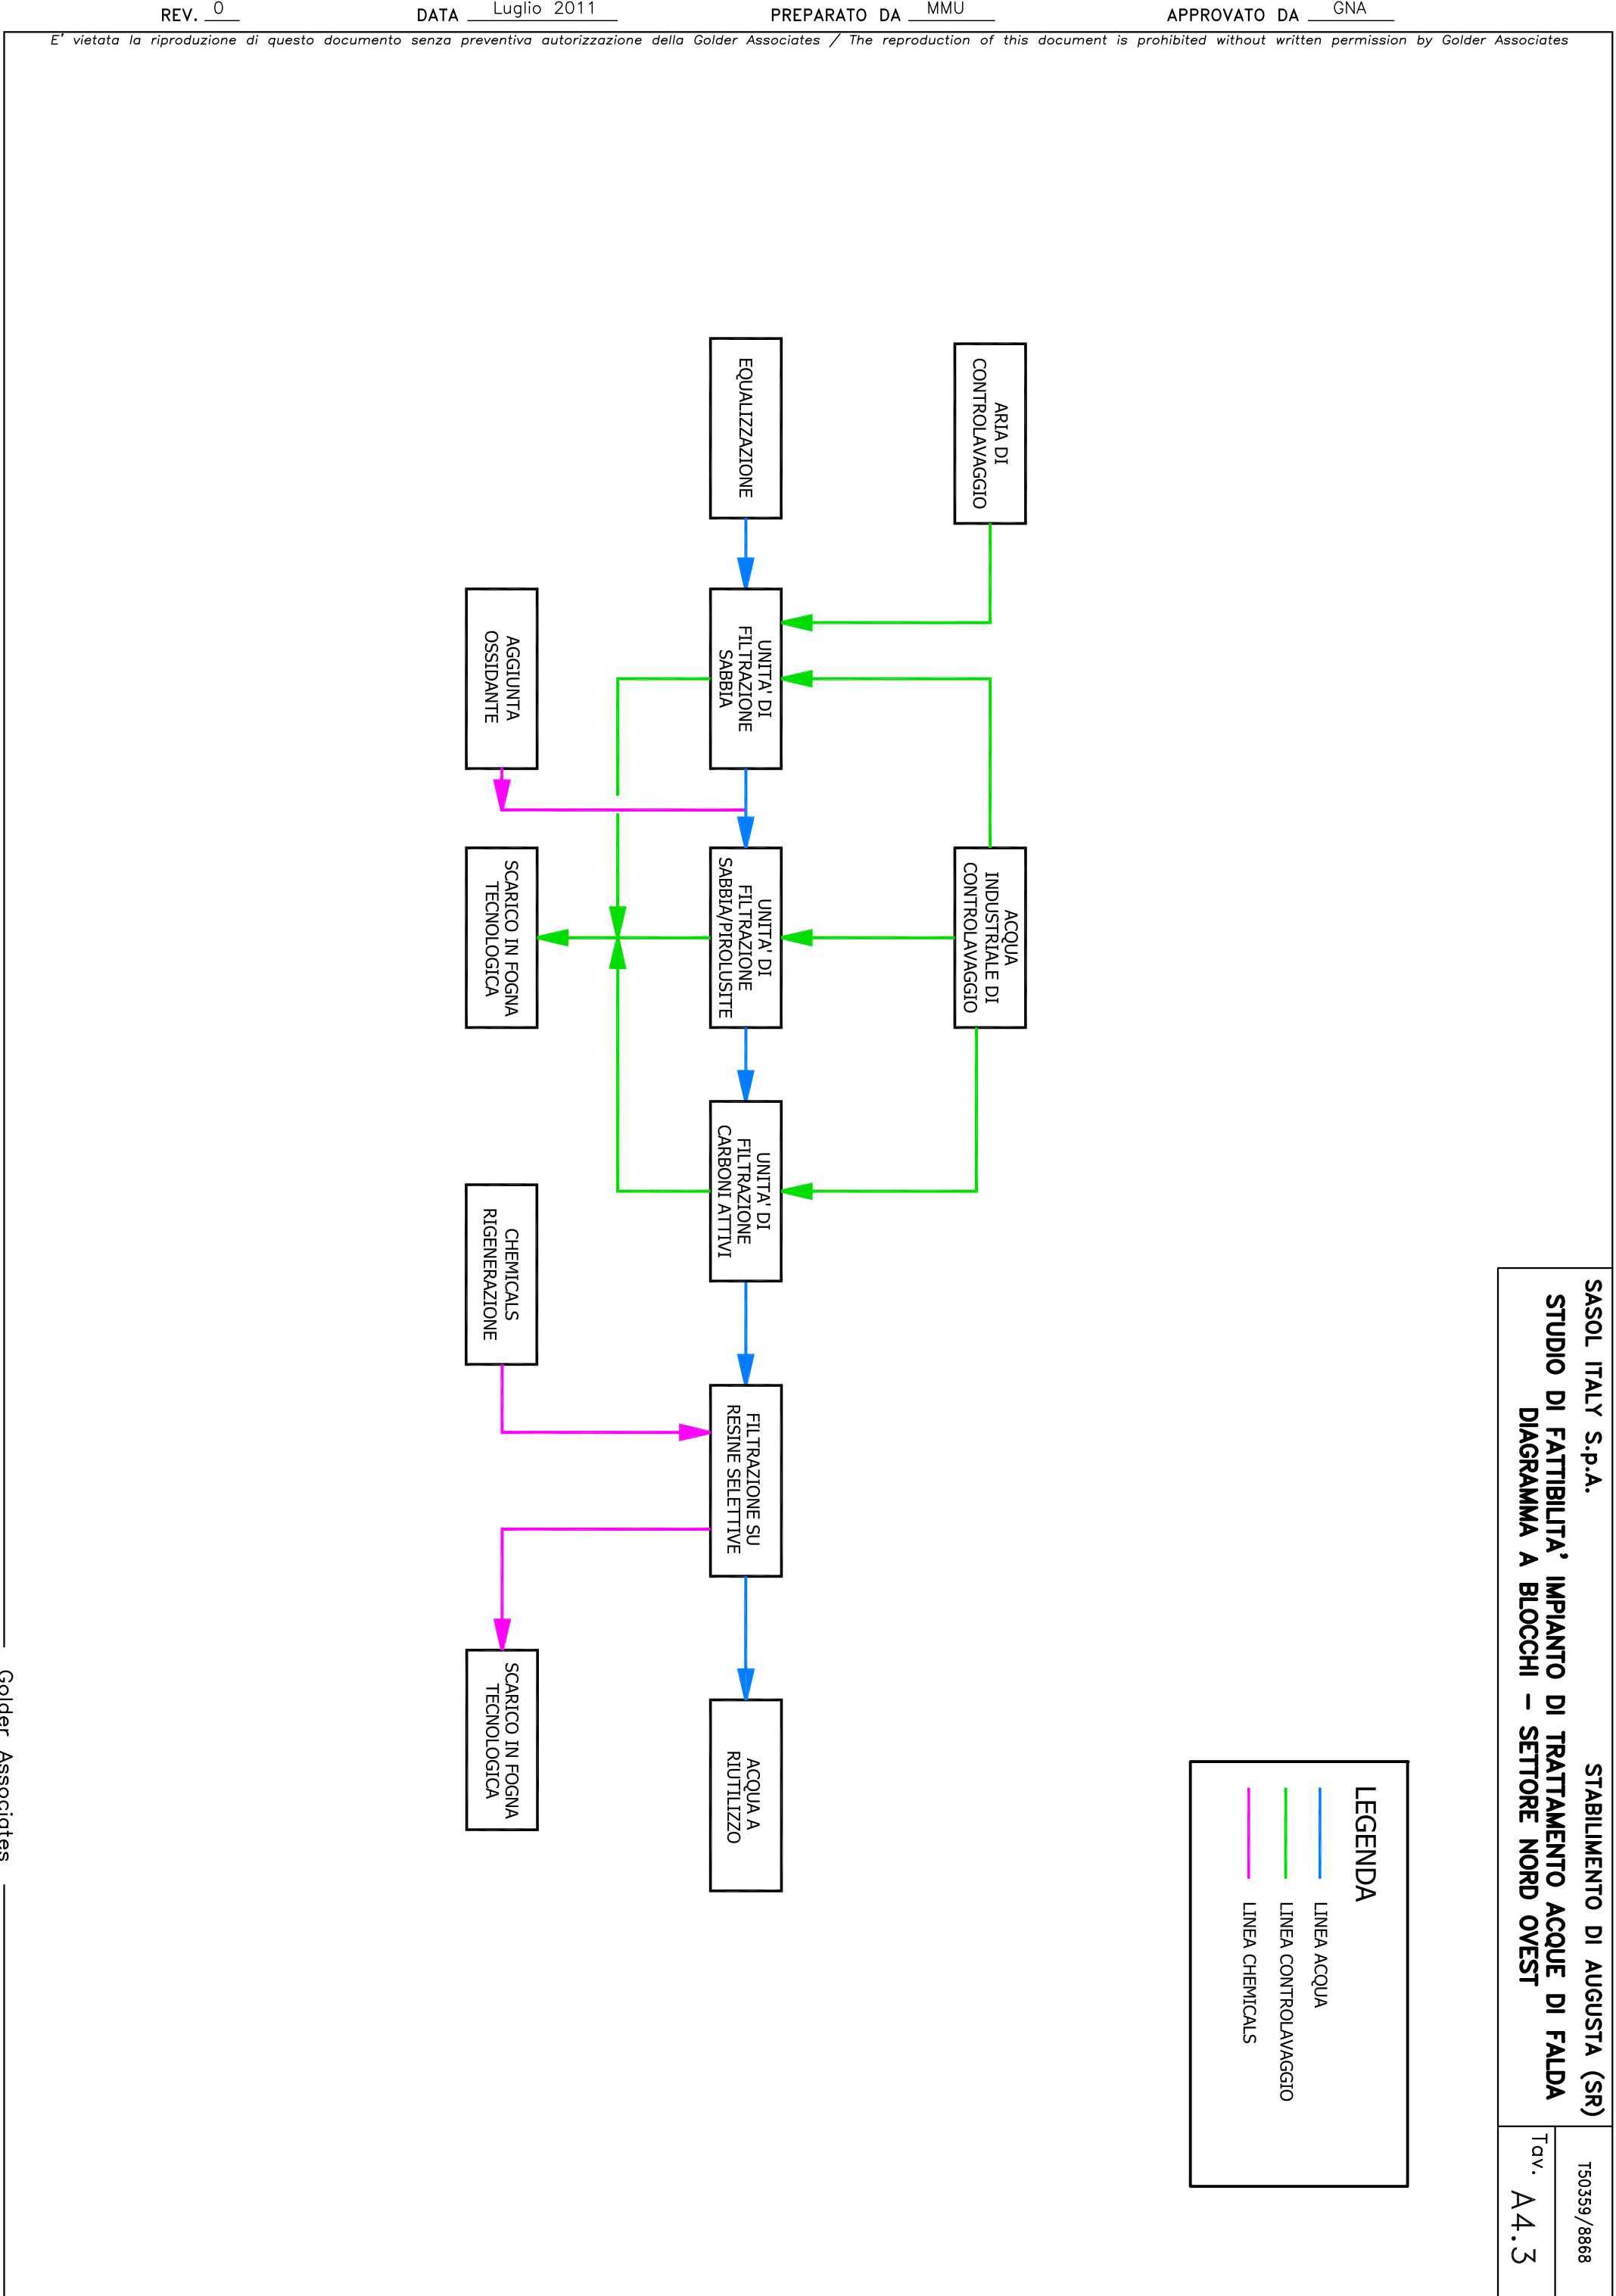 REV. 0 DATA Luglio 2011 PREPARATO DA MMU APPROVATO DA GNA
E' vietata la riproduzione di questo documento senza preventiva autorizzazione della Golder Associates / The reproduction of this document is prohibited without written permission by Golder Associates
SASOL ITALY S.p.A. STABILIMENTO DI AUGUSTA (SR)
STUDIO DI FATTIBILITA' IMPIANTO DI TRATTAMENTO ACQUE DI FALDA
DIAGRAMMA A BLOCCHI – SETTORE NORD OVEST
T50359/8868
Tav. A4.3
LEGENDA
LINEA ACQUA
LINEA CONTROLAVAGGIO
LINEA CHEMICALS
ARIA DI
CONTROLAVAGGIO
ACQUA
INDUSTRIALE DI
CONTROLAVAGGIO
EQUALIZZAZIONE
UNITA' DI
FILTRAZIONE
SABBIA
UNITA' DI
FILTRAZIONE
SABBIA/PIROLUSITE
UNITA' DI
FILTRAZIONE
CARBONI ATTIVI
FILTRAZIONE SU
RESINE SELETTIVE
ACQUA A
RIUTILIZZO
AGGIUNTA
OSSIDANTE
SCARICO IN FOGNA
TECNOLOGICA
CHEMICALS
RIGENERAZIONE
SCARICO IN FOGNA
TECNOLOGICA
Golder Associates